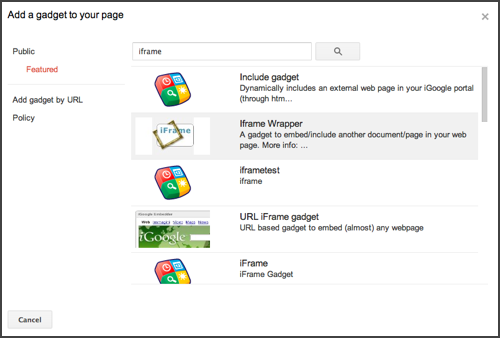 Add a gadget to your page
Public
Featured
Add gadget by URL
Policy
iframe
Include gadget
Dynamically includes an external web page in your iGoogle portal
(through htm...
iFrame
Iframe Wrapper
A gadget to embed/include another document/page in your web
page. More info: ...
iframetest
iframe
iGoogle
URL iFrame gadget
URL based gadget to embed (almost) any webpage
iFrame
iFrame Gadget
Cancel